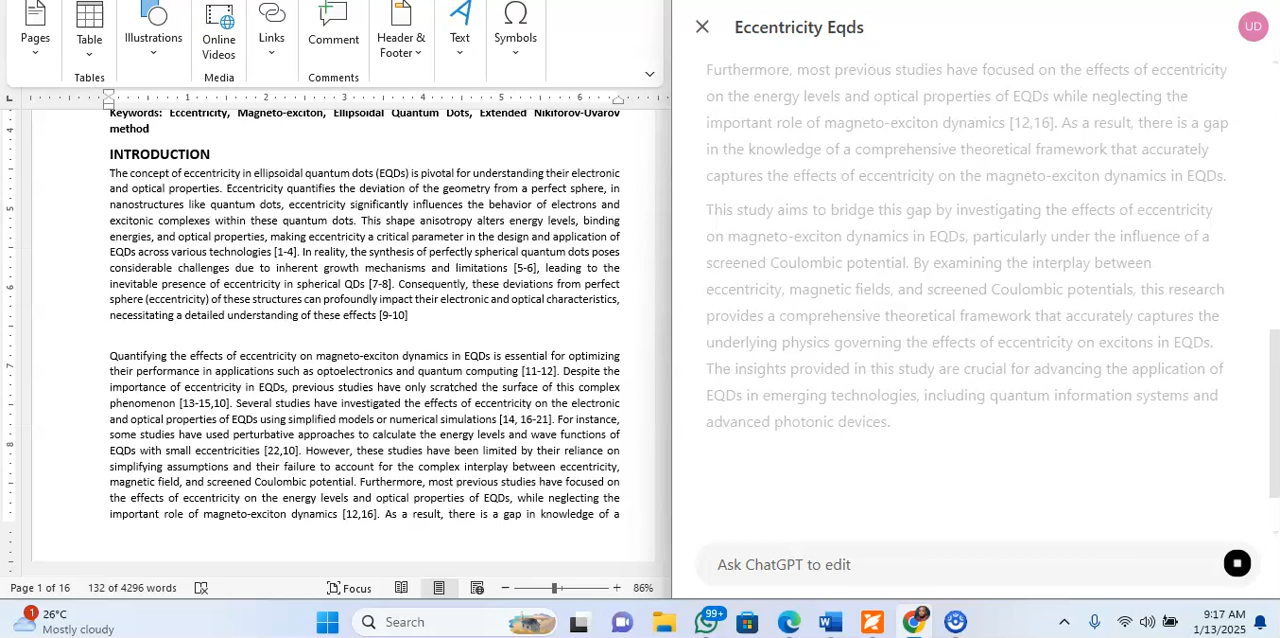 Pages
Table
Illustrations
Online
Videos
Links
Comment
Header &
Footer
Text
Symbols
Tables
Media
Comments
1
2
3
4
5
6
Keywords: Eccentricity, Magneto-exciton, Ellipsoidal Quantum Dots, Extended Nikiforov-Uvarov
method
INTRODUCTION
The concept of eccentricity in ellipsoidal quantum dots (EQDs) is pivotal for understanding their electronic
and optical properties. Eccentricity quantifies the deviation of the geometry from a perfect sphere, in
nanostructures like quantum dots, eccentricity significantly influences the behavior of electrons and
excitonic complexes within these quantum dots. This shape anisotropy alters energy levels, binding
energies, and optical properties, making eccentricity a critical parameter in the design and application of
EQDs across various technologies [1-4]. In reality, the synthesis of perfectly spherical quantum dots poses
considerable challenges due to inherent growth mechanisms and limitations [5-6], leading to the
inevitable presence of eccentricity in spherical QDs [7-8]. Consequently, these deviations from perfect
sphere (eccentricity) of these structures can profoundly impact their electronic and optical characteristics,
necessitating a detailed understanding of these effects [9-10]
Quantifying the effects of eccentricity on magneto-exciton dynamics in EQDs is essential for optimizing
their performance in applications such as optoelectronics and quantum computing [11-12]. Despite the
importance of eccentricity in EQDs, previous studies have only scratched the surface of this complex
phenomenon [13-15,10]. Several studies have investigated the effects of eccentricity on the electronic
and optical properties of EQDs using simplified models or numerical simulations [14, 16-21]. For instance,
some studies have used perturbative approaches to calculate the energy levels and wave functions of
EQDs with small eccentricities [22,10]. However, these studies have been limited by their reliance on
simplifying assumptions and their failure to account for the complex interplay between eccentricity,
magnetic field, and screened Coulombic potential. Furthermore, most previous studies have focused on
the effects of eccentricity on the energy levels and optical properties of EQDs, while neglecting the
important role of magneto-exciton dynamics [12,16]. As a result, there is a gap in knowledge of a
4
5
6
7
8
Page 1 of 16
132 of 4296 words
Focus
86%
Eccentricity Eqds
UD
Furthermore, most previous studies have focused on the effects of eccentricity
on the energy levels and optical properties of EQDs while neglecting the
important role of magneto-exciton dynamics [12,16]. As a result, there is a gap
in the knowledge of a comprehensive theoretical framework that accurately
captures the effects of eccentricity on the magneto-exciton dynamics in EQDs.
This study aims to bridge this gap by investigating the effects of eccentricity
on magneto-exciton dynamics in EQDs, particularly under the influence of a
screened Coulombic potential. By examining the interplay between
eccentricity, magnetic fields, and screened Coulombic potentials, this research
provides a comprehensive theoretical framework that accurately captures the
underlying physics governing the effects of eccentricity on excitons in EQDs.
The insights provided in this study are crucial for advancing the application of
EQDs in emerging technologies, including quantum information systems and
advanced photonic devices.
Ask ChatGPT to edit
1
26°C
Mostly cloudy
Search
99+
9:17 AM
1/13/2025